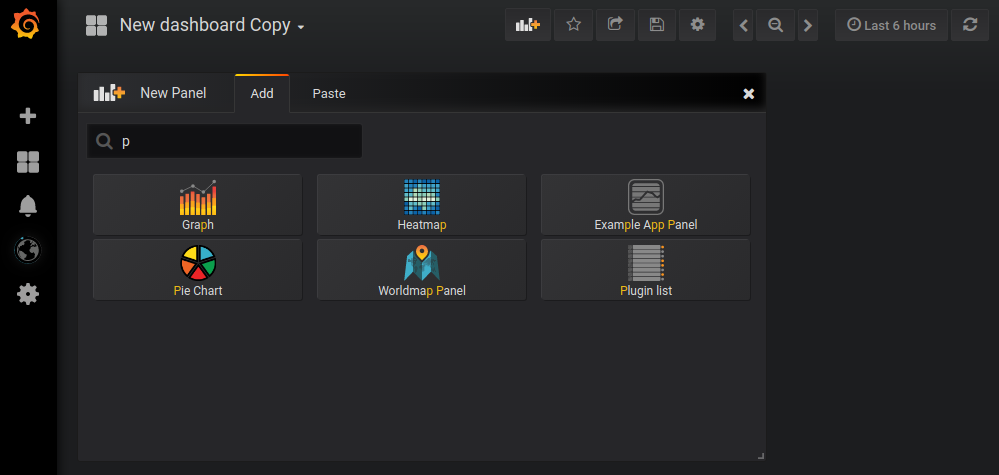 New dashboard Copy
Last 6 hours
New Panel Add Paste
p
Graph Heatmap Example App Panel
Pie Chart Worldmap Panel Plugin list